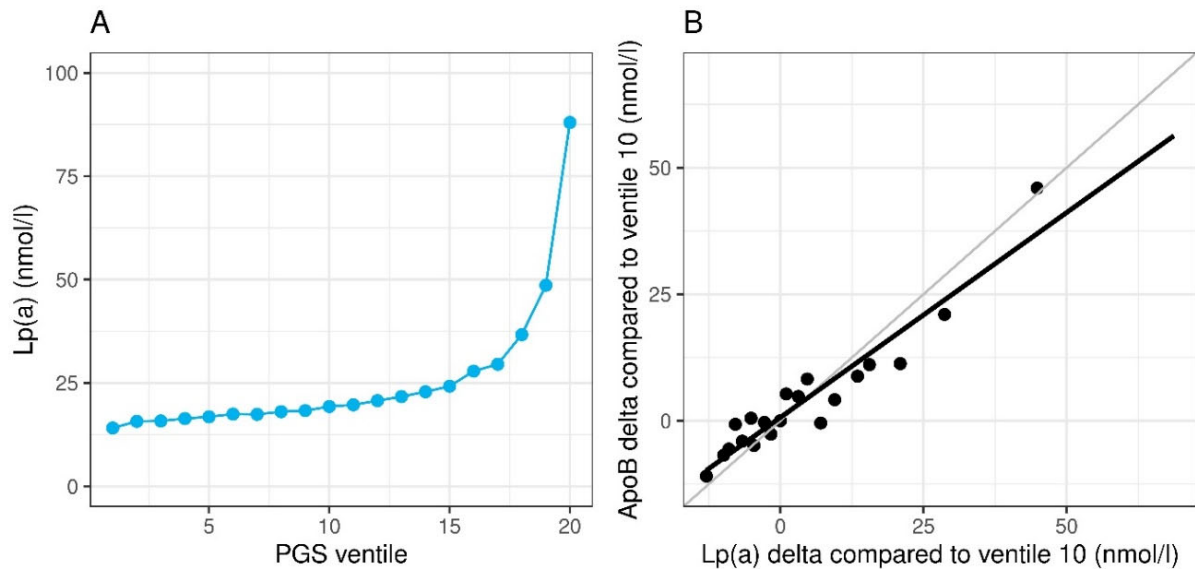 A
Lp(a) (nmol/l)
100
75
50
25
0
5
10
15
20
PGS ventile
B
ApoB delta compared to ventile 10 (nmol/l)
50
25
0
0
25
50
Lp(a) delta compared to ventile 10 (nmol/l)